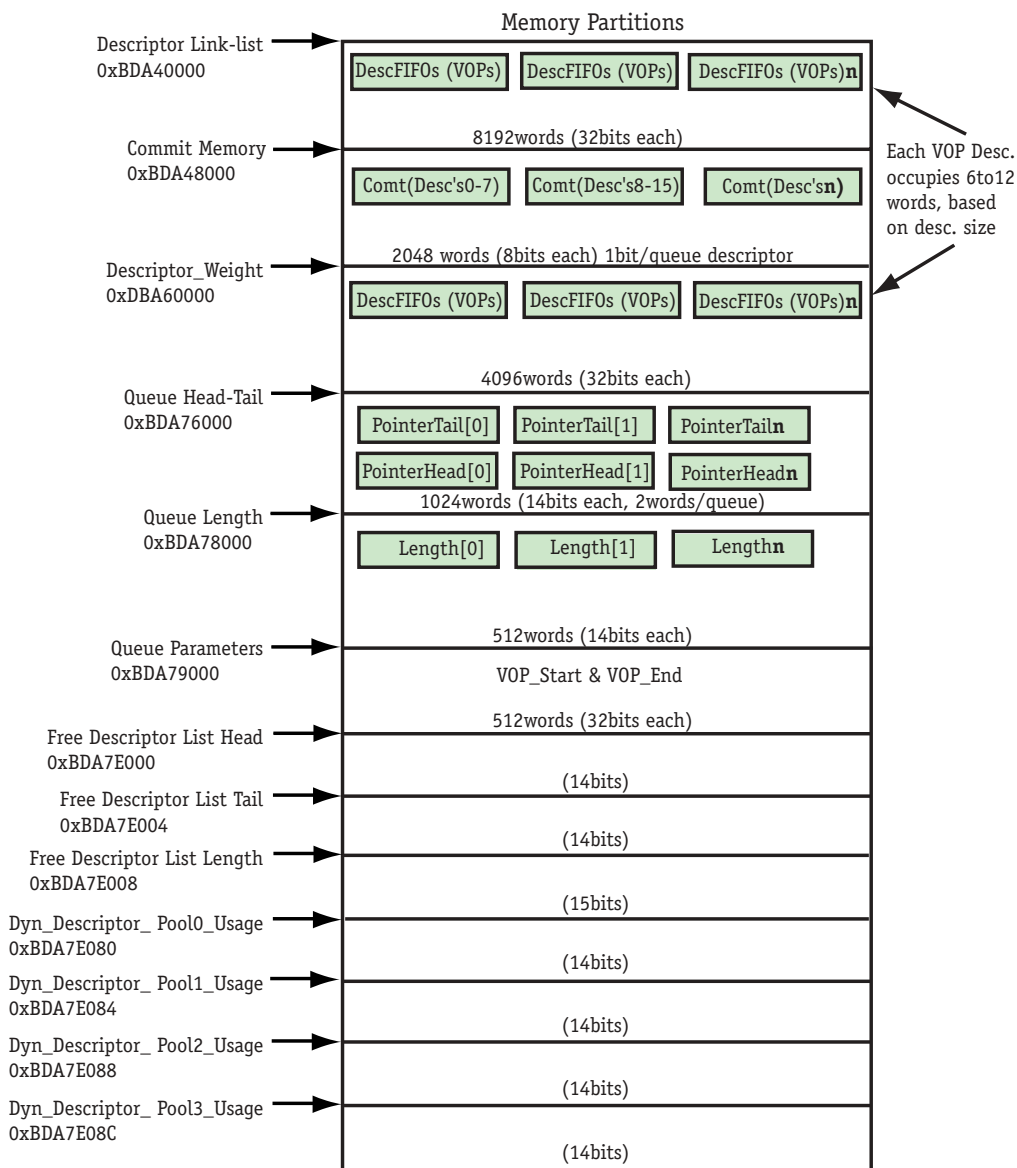 Memory Partitions
Descriptor Link-list
0xBDA40000
DescFIFOs (VOPs)
DescFIFOs (VOPs)
DescFIFOs (VOPs)n
8192words (32bits each)
Each VOP Desc.
occupies 6to12
words, based
on desc. size
Commit Memory
0xBDA48000
Comt(Desc's0-7)
Comt(Desc's8-15)
Comt(Desc'sn)
2048 words (8bits each) 1bit/queue descriptor
Descriptor_Weight
0xDBA60000
DescFIFOs (VOPs)
DescFIFOs (VOPs)
DescFIFOs (VOPs)n
4096words (32bits each)
Queue Head-Tail
0xBDA76000
PointerTail[0]
PointerTail[1]
PointerTailn
PointerHead[0]
PointerHead[1]
PointerHeadn
1024words (14bits each, 2words/queue)
Queue Length
0xBDA78000
Length[0]
Length[1]
Lengthn
512words (14bits each)
Queue Parameters
0xBDA79000
VOP_Start & VOP_End
512words (32bits each)
Free Descriptor List Head
0xBDA7E000
(14bits)
Free Descriptor List Tail
0xBDA7E004
(14bits)
Free Descriptor List Length
0xBDA7E008
(15bits)
Dyn_Descriptor_ Pool0_Usage
0xBDA7E080
(14bits)
Dyn_Descriptor_ Pool1_Usage
0xBDA7E084
(14bits)
Dyn_Descriptor_ Pool2_Usage
0xBDA7E088
(14bits)
Dyn_Descriptor_ Pool3_Usage
0xBDA7E08C
(14bits)